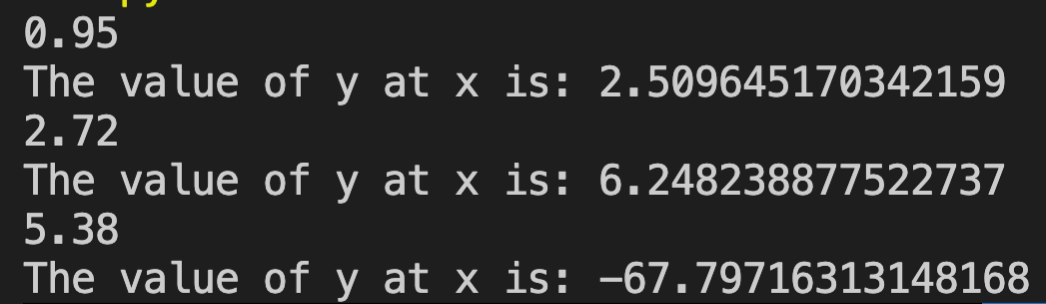 0.95
The value of y at x is: 2.509645170342159
2.72
The value of y at x is: 6.248238877522737
5.38
The value of y at x is: -67.79716313148168